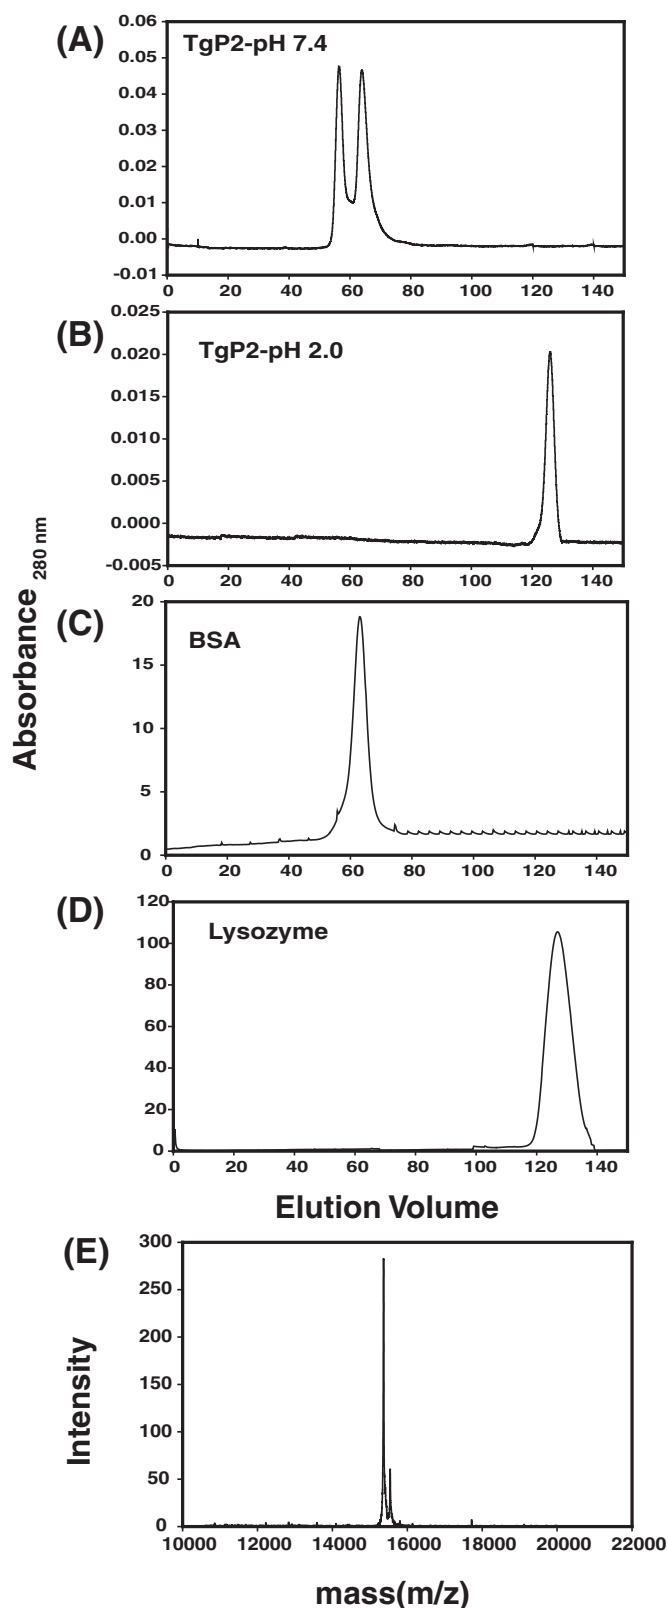 (A)
TgP2-pH 7.4
0.06
0.05
0.04
0.03
0.02
0.01
0.00
-0.01
0 20 40 60 80 100 120 140
(B)
TgP2-pH 2.0
0.025
0.020
0.015
0.010
0.005
0.000
-0.005
0 20 40 60 80 100 120 140
Absorbance 280 nm
(C)
BSA
20
15
10
5
0
0 20 40 60 80 100 120 140
(D)
Lysozyme
120
100
80
60
40
20
0
0 20 40 60 80 100 120 140
Elution Volume
(E)
300
250
200
150
100
50
0
Intensity
10000 12000 14000 16000 18000 20000 22000
mass(m/z)